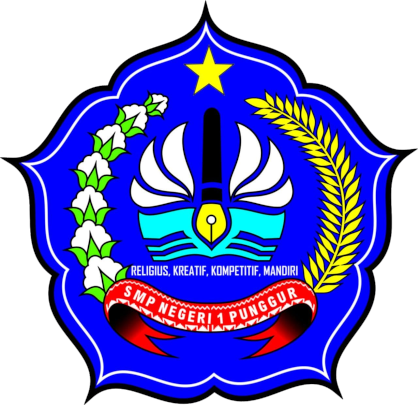 RELIGIUS, KREATIF, KOMPETITIF, MANDIRI
SMP NEGERI 1 PUNGGUR